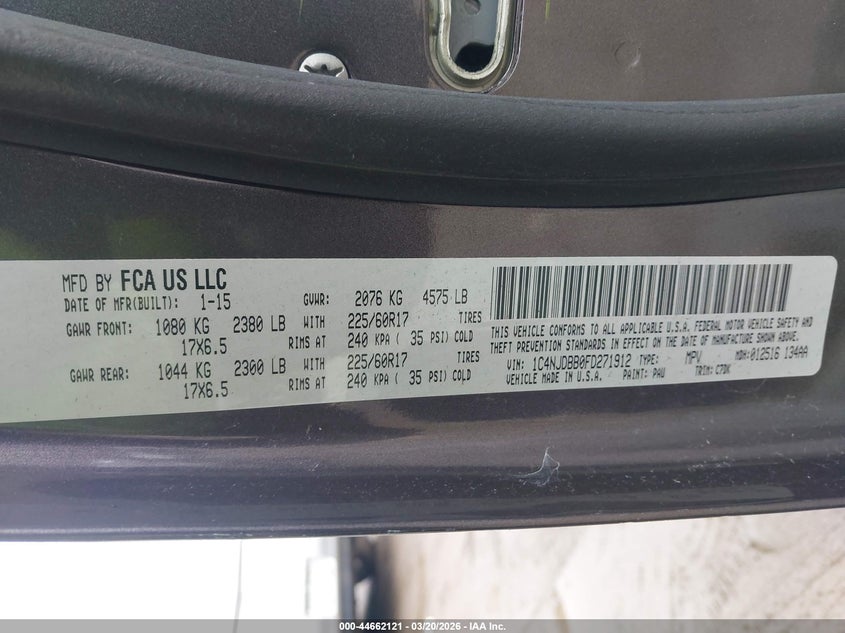 MFD BY FCA US LLC
DATE OF MFR(BUILT): 1-15 GVWR: 2076 KG 4575 LB
GAWR FRONT: 1080 KG 2380 LB WITH 225/60R17 TIRES
17X6.5 RIMS AT 240 KPA ( 35 PSI) COLD
GAWR REAR: 1044 KG 2300 LB WITH 225/60R17 TIRES
17X6.5 RIMS AT 240 KPA ( 35 PSI) COLD
THIS VEHICLE CONFORMS TO ALL APPLICABLE U.S.A. FEDERAL MOTOR VEHICLE SAFETY AND
THEFT PREVENTION STANDARDS IN EFFECT ON THE DATE OF MANUFACTURE SHOWN ABOVE.
VIN: 1C4NJDBB0FD271912 TYPE: MPV MDH: 012516 134AA
VEHICLE MADE IN U.S.A. PAINT: PAU TRIM: C7DK
000-44662121 - 03/20/2026 - IAA Inc.